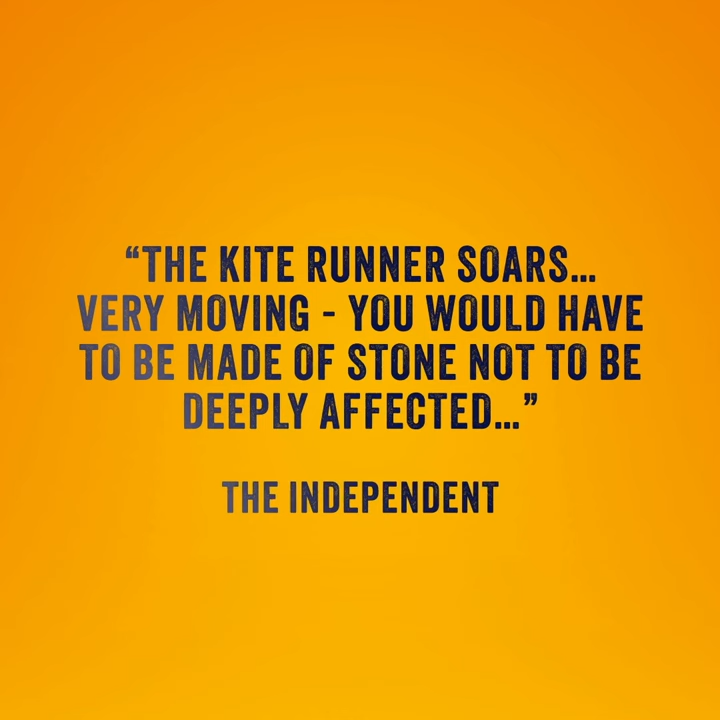 “THE KITE RUNNER SOARS...
VERY MOVING - YOU WOULD HAVE
TO BE MADE OF STONE NOT TO BE
DEEPLY AFFECTED...”
THE INDEPENDENT